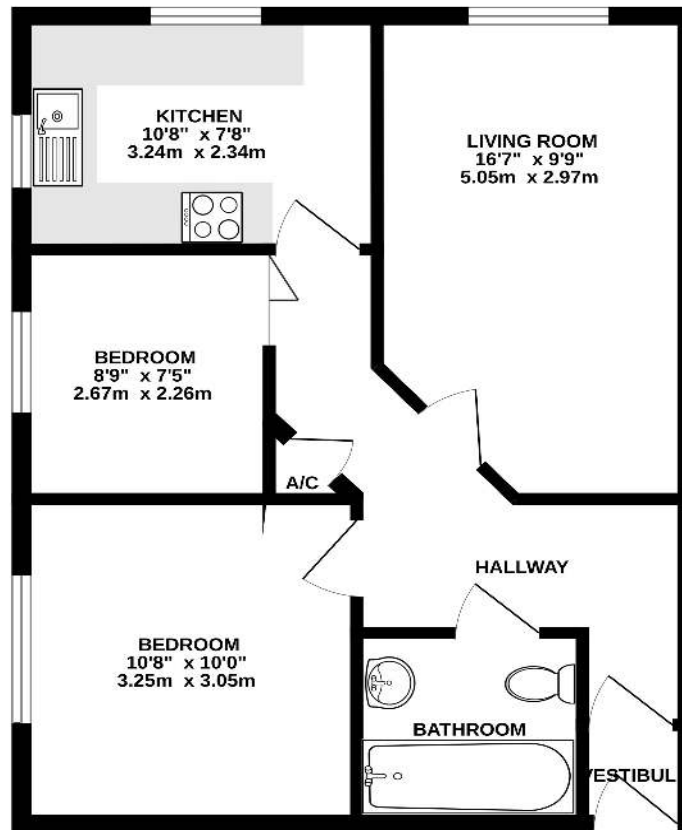 KITCHEN
10'8" x 7'8"
3.24m x 2.34m
LIVING ROOM
16'7" x 9'9"
5.05m x 2.97m
BEDROOM
8'9" x 7'5"
2.67m x 2.26m
A/C
HALLWAY
BEDROOM
10'8" x 10'0"
3.25m x 3.05m
BATHROOM
VESTIBUL